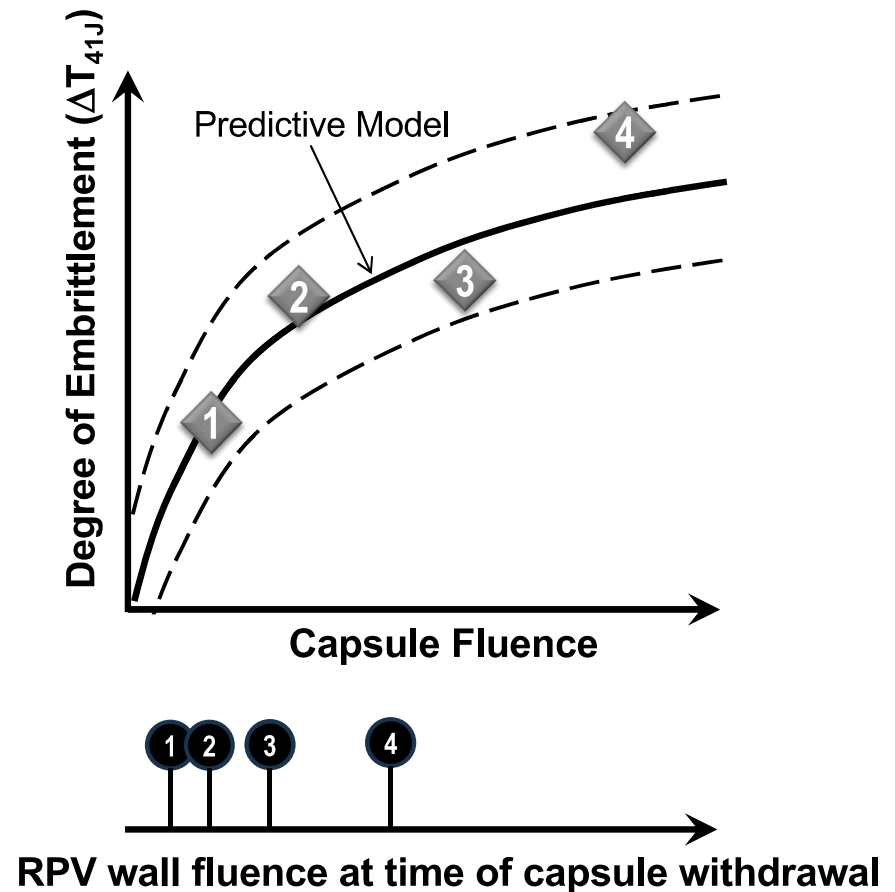 Degree of Embrittlement (ΔT41J)
Predictive Model
4
2
3
1
Capsule Fluence
1 2 3 4
RPV wall fluence at time of capsule withdrawal